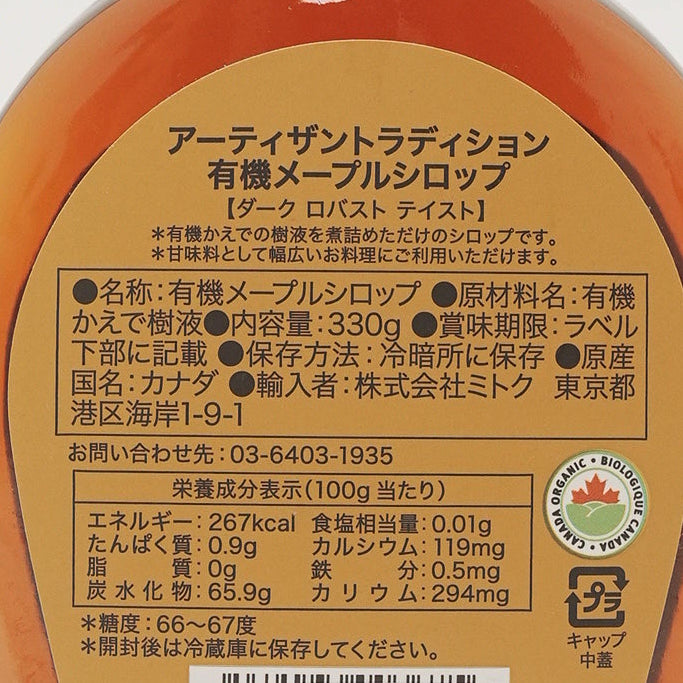 アーティザントラディション
有機メープルシロップ
【ダーク ロバスト テイスト】
＊有機かえでの樹液を煮詰めただけのシロップです。
＊甘味料として幅広いお料理にご利用いただけます。
●名称：有機メープルシロップ ●原材料名：有機
かえで樹液●内容量：330g ●賞味期限：ラベル
下部に記載 ●保存方法：冷暗所に保存 ●原産
国名：カナダ ●輸入者：株式会社ミトク 東京都
港区海岸1-9-1
お問い合わせ先：03-6403-1935
栄養成分表示（100g 当たり）
エネルギー：267kcal 食塩相当量：0.01g
たんぱく質：0.9g カルシウム：119mg
脂質：0g 鉄分：0.5mg
炭水化物：65.9g カリウム：294mg
＊糖度：66〜67度
＊開封後は冷蔵庫に保存してください。
CANADA ORGANIC • BIOLOGIQUE CANADA •
プラ
キャップ
中蓋